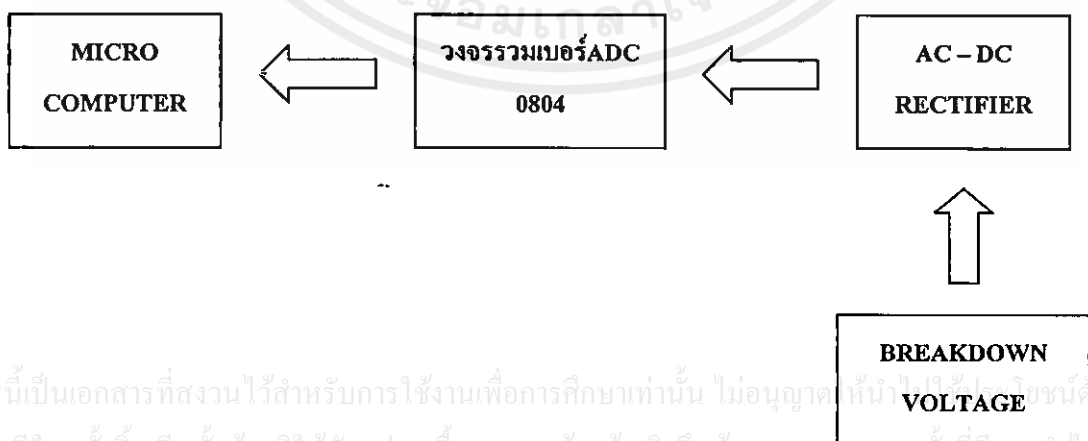 MICRO
COMPUTER
วงจรรวมเบอร์ADC
0804
AC – DC
RECTIFIER
BREAKDOWN
VOLTAGE
นี้เป็นเอกสารที่สงวนไว้สำหรับการใช้งานเพื่อการศึกษาเท่านั้น ไม่อนุญาตให้นำไปใช้ประโยชน์